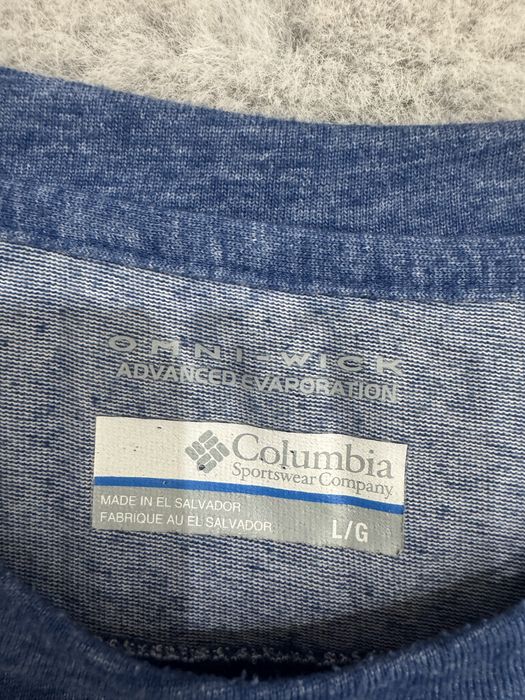 OMNI-WICK
ADVANCED EVAPORATION
Columbia
Sportswear Company
MADE IN EL SALVADOR
FABRIQUE AU EL SALVADOR
L/G